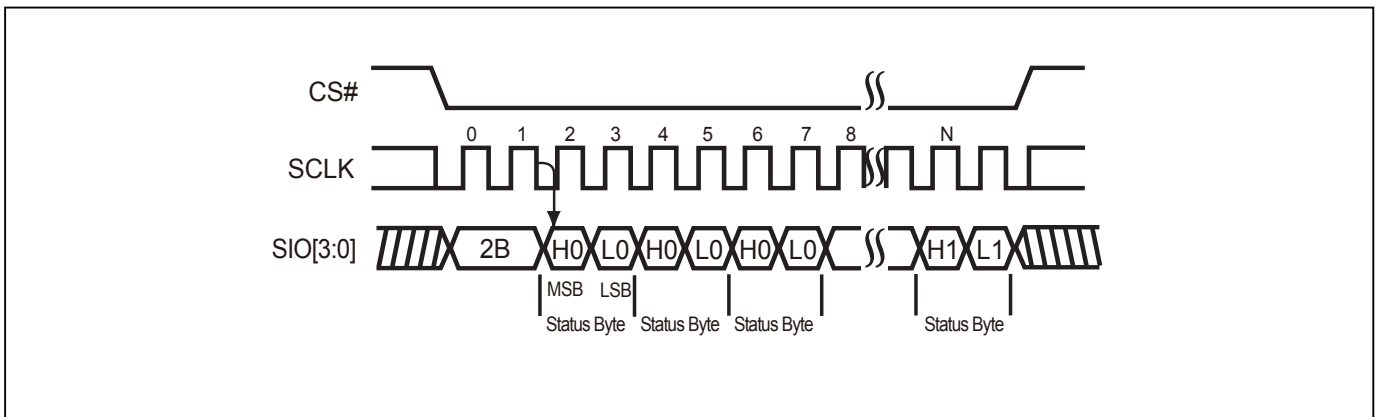 CS#
0 1 2 3 4 5 6 7 8 N
SCLK
SIO[3:0] 2B H0 L0 H0 L0 H0 L0 H1 L1
MSB LSB
Status Byte Status Byte Status Byte Status Byte